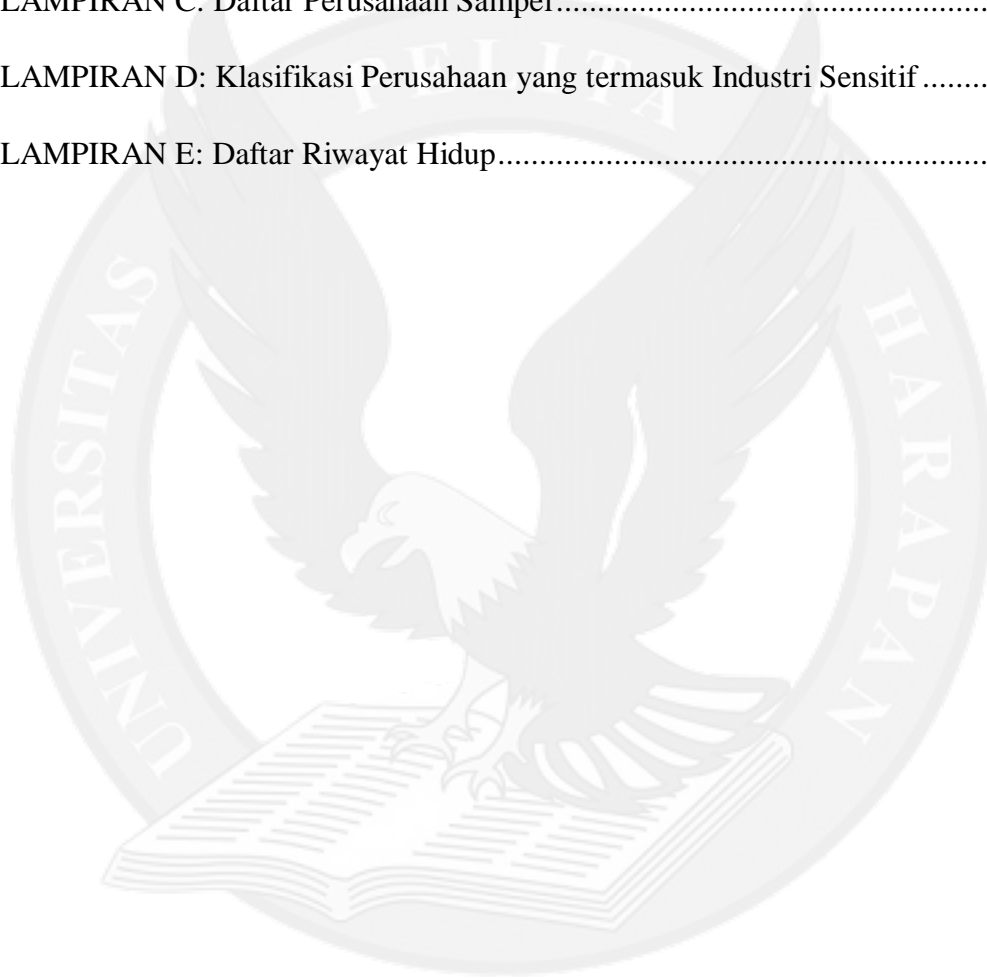 LAMPIRAN C: Daftar Perusahaan Sampel....................................................
LAMPIRAN D: Klasifikasi Perusahaan yang termasuk Industri Sensitif ........
LAMPIRAN E: Daftar Riwayat Hidup............................................................
UNIVERSITAS PELITA HARAPAN